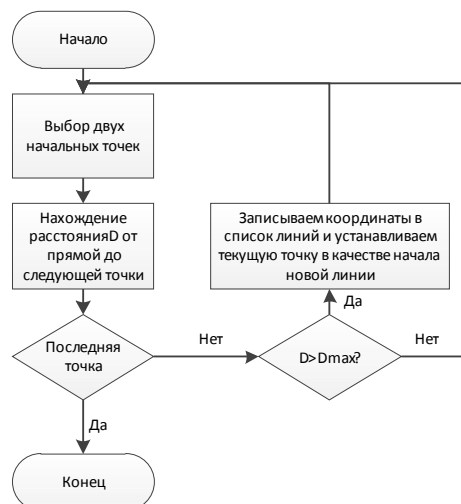 Начало
Выбор двух
начальных точек
Нахождение
расстоянияD от
прямой до
следующей точки
Записываем координаты в
список линий и устанавливаем
текущую точку в качестве начала
новой линии
Да
Последняя
точка
Нет
D>Dmax?
Нет
Да
Конец